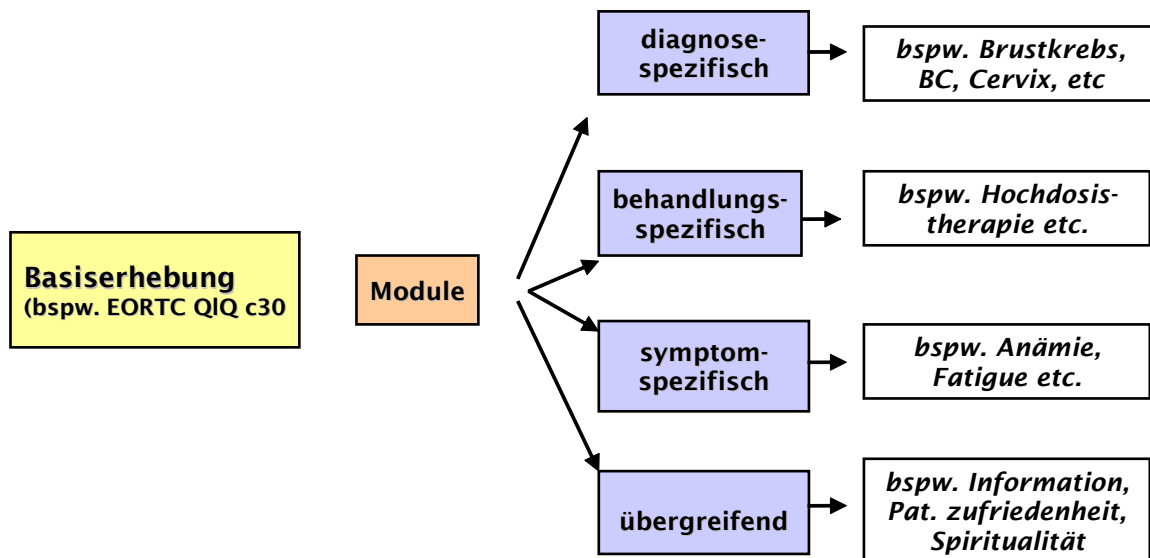 Basiserhebung
(bspw. EORTC QlQ c30
Module
diagnose-
spezifisch
bspw. Brustkrebs,
BC, Cervix, etc
behandlungs-
spezifisch
bspw. Hochdosis-
therapie etc.
symptom-
spezifisch
bspw. Anämie,
Fatigue etc.
übergreifend
bspw. Information,
Pat. zufriedenheit,
Spiritualität